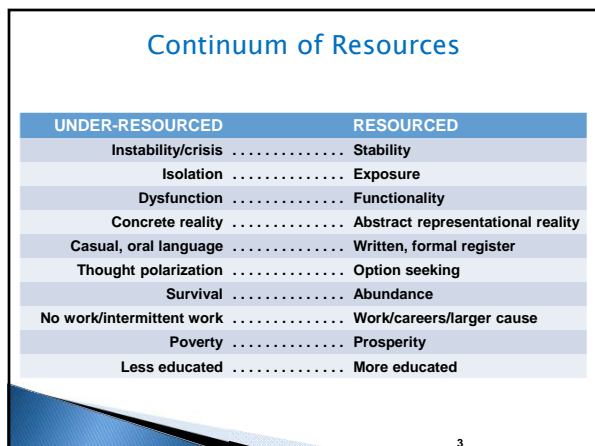 Continuum of Resources
UNDER-RESOURCED RESOURCED
Instability/crisis . . . . . . . . . . . . . . Stability
Isolation . . . . . . . . . . . . . . Exposure
Dysfunction . . . . . . . . . . . . . . Functionality
Concrete reality . . . . . . . . . . . . . . Abstract representational reality
Casual, oral language . . . . . . . . . . . . . . Written, formal register
Thought polarization . . . . . . . . . . . . . . Option seeking
Survival . . . . . . . . . . . . . . Abundance
No work/intermittent work . . . . . . . . . . . . . . Work/careers/larger cause
Poverty . . . . . . . . . . . . . . Prosperity
Less educated . . . . . . . . . . . . . . More educated
3